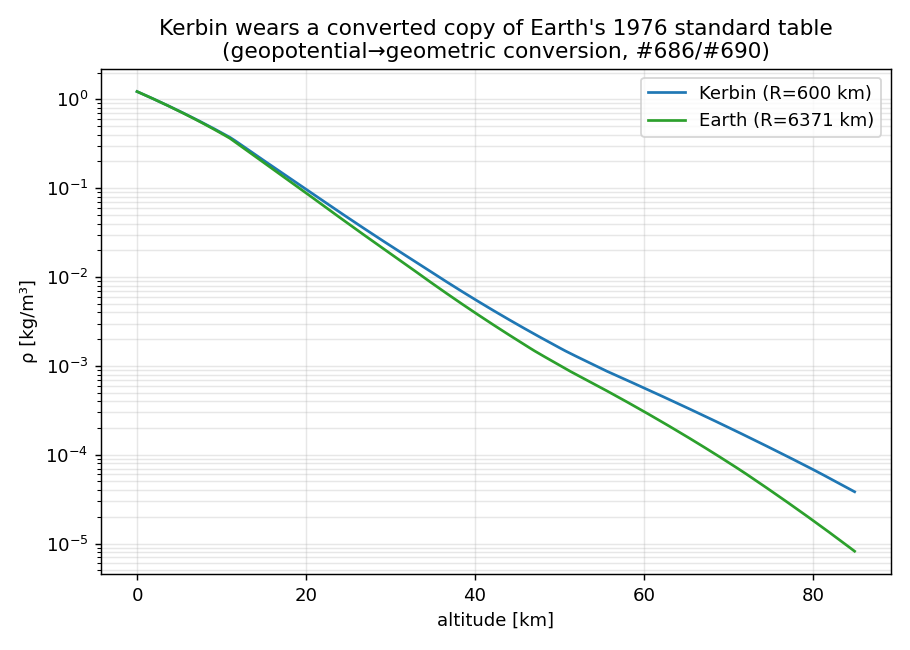 Kerbin wears a converted copy of Earth's 1976 standard table
(geopotential→geometric conversion, #686/#690)
Kerbin (R=600 km)
Earth (R=6371 km)
ρ [kg/m³]
10⁰
10⁻¹
10⁻²
10⁻³
10⁻⁴
10⁻⁵
0 20 40 60 80
altitude [km]